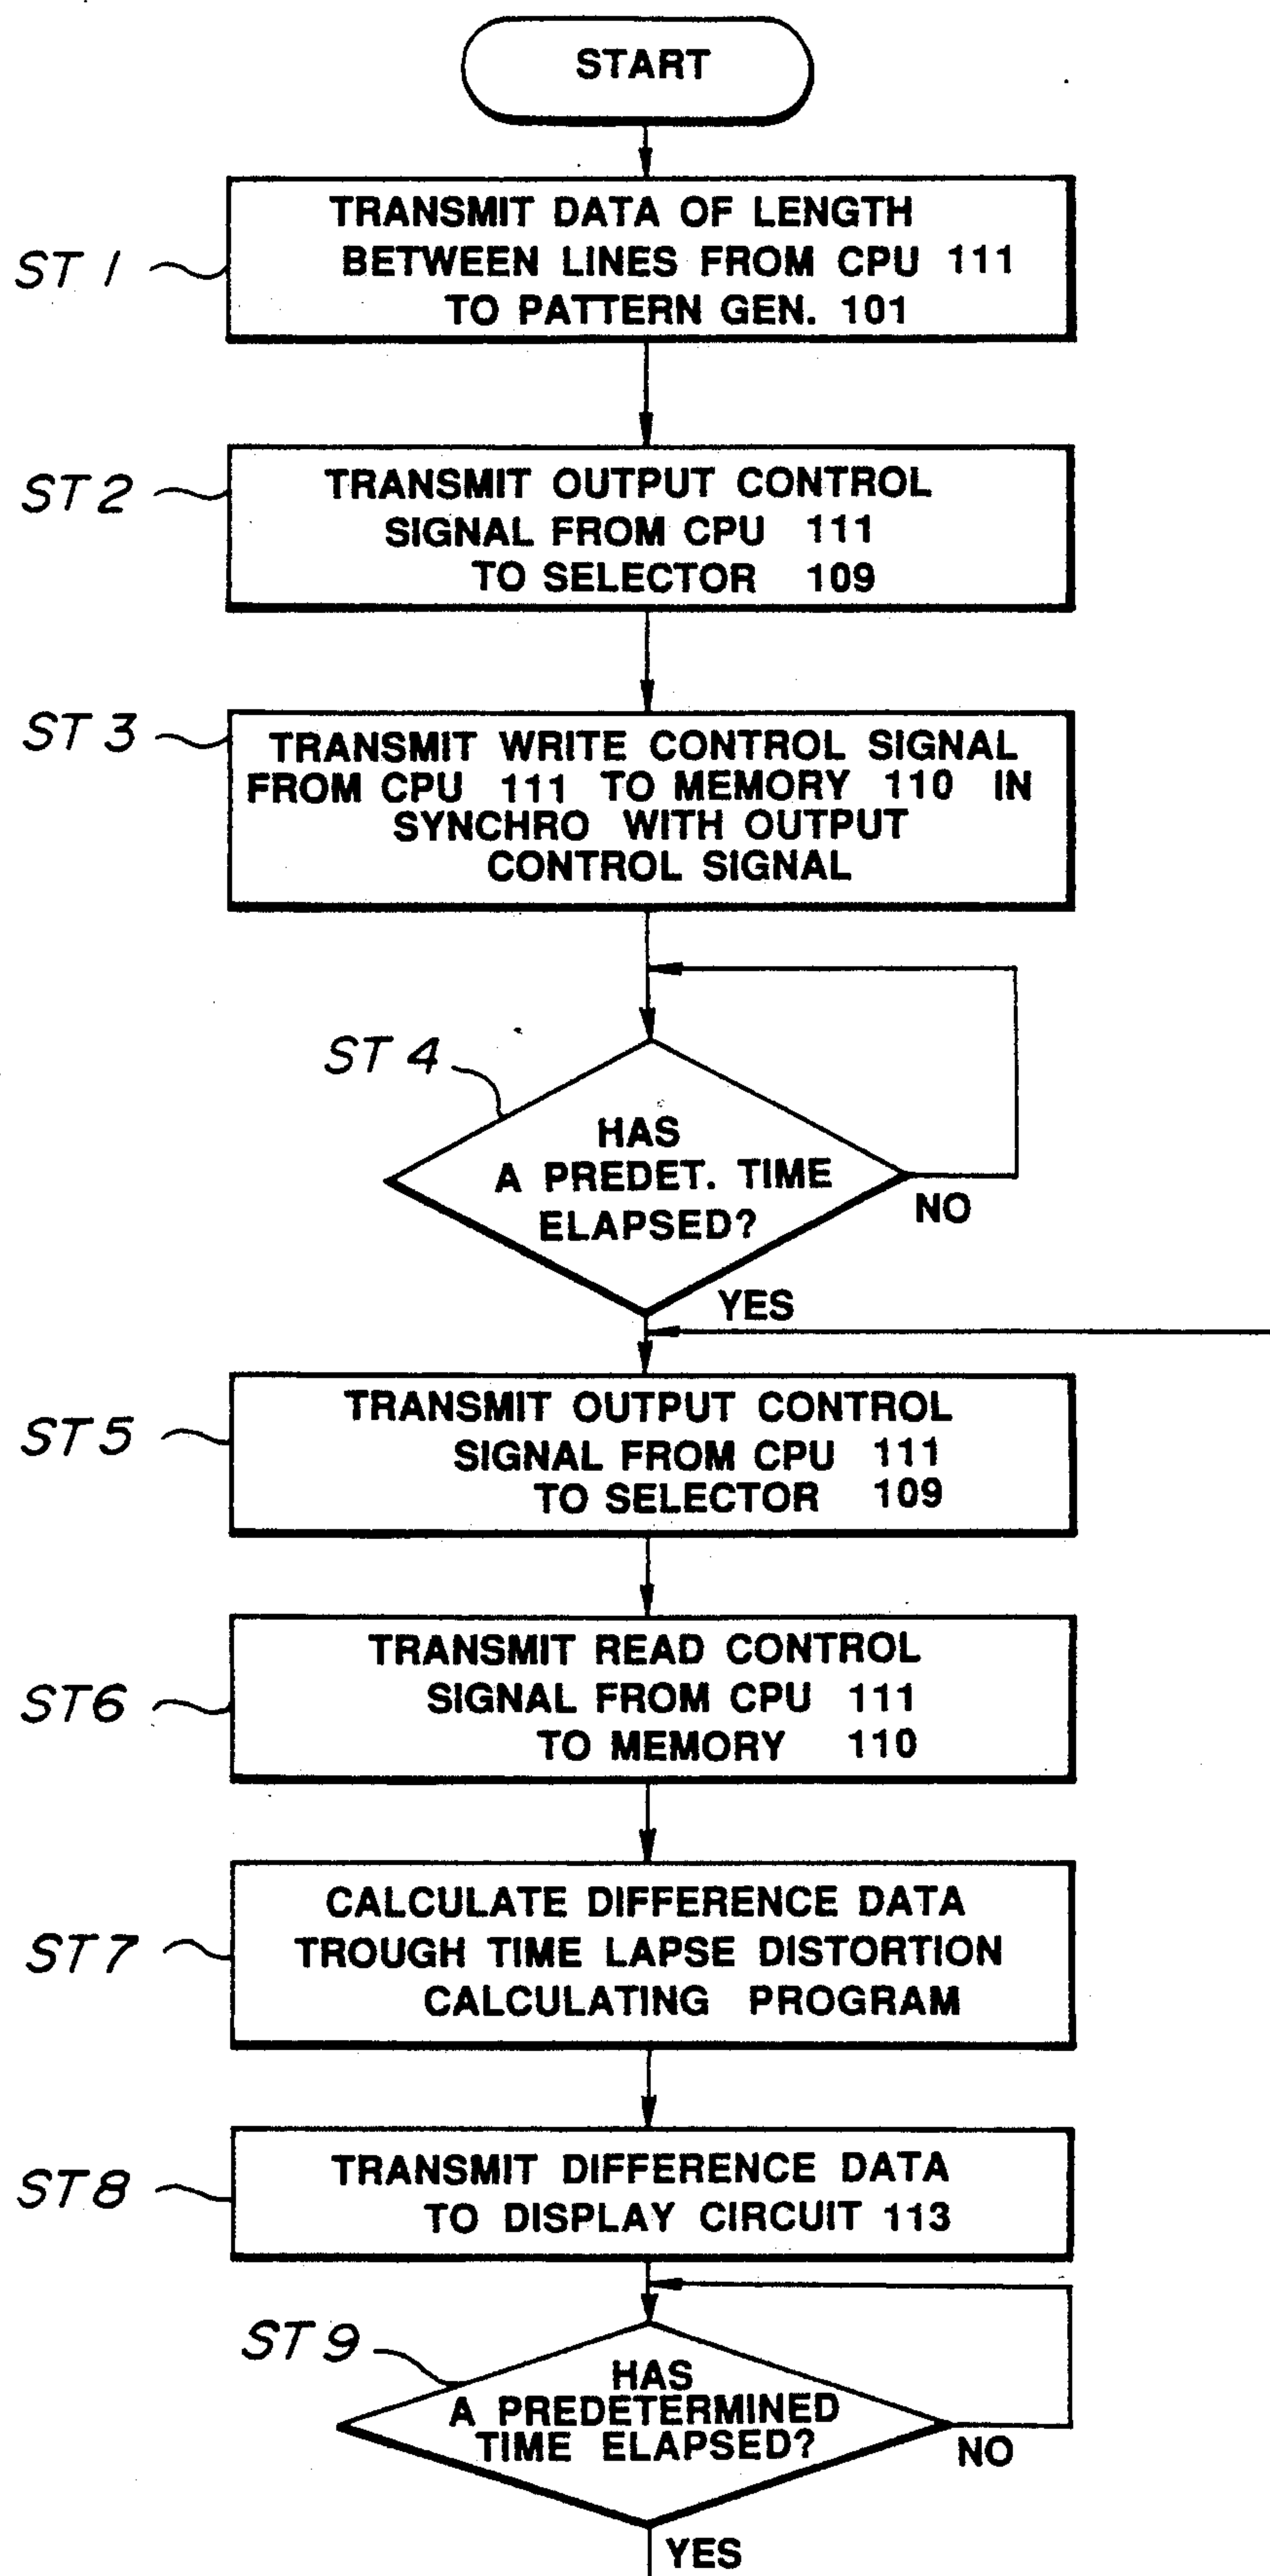 START
TRANSMIT DATA OF LENGTH
ST 1
BETWEEN LINES FROM CPU 111
TO PATTERN GEN. 101
TRANSMIT OUTPUT CONTROL
ST 2
SIGNAL FROM CPU 111
TO SELECTOR 109
ST 3
TRANSMIT WRITE CONTROL SIGNAL
FROM CPU 111 TO MEMORY 110 IN
SYNCHRO WITH OUTPUT
CONTROL SIGNAL
ST 4
HAS
A PREDET. TIME
ELAPSED?
NO
YES
TRANSMIT OUTPUT CONTROL
ST 5
SIGNAL FROM CPU 111
TO SELECTOR 109
TRANSMIT READ CONTROL
ST6
SIGNAL FROM CPU 111
TO MEMORY 110
CALCULATE DIFFERENCE DATA
ST 7
TROUGH TIME LAPSE DISTORTION
CALCULATING PROGRAM
TRANSMIT DIFFERENCE DATA
ST 8
TO DISPLAY CIRCUIT 113
ST 9
HAS
A PREDETERMINED
TIME ELAPSED?
NO
YES